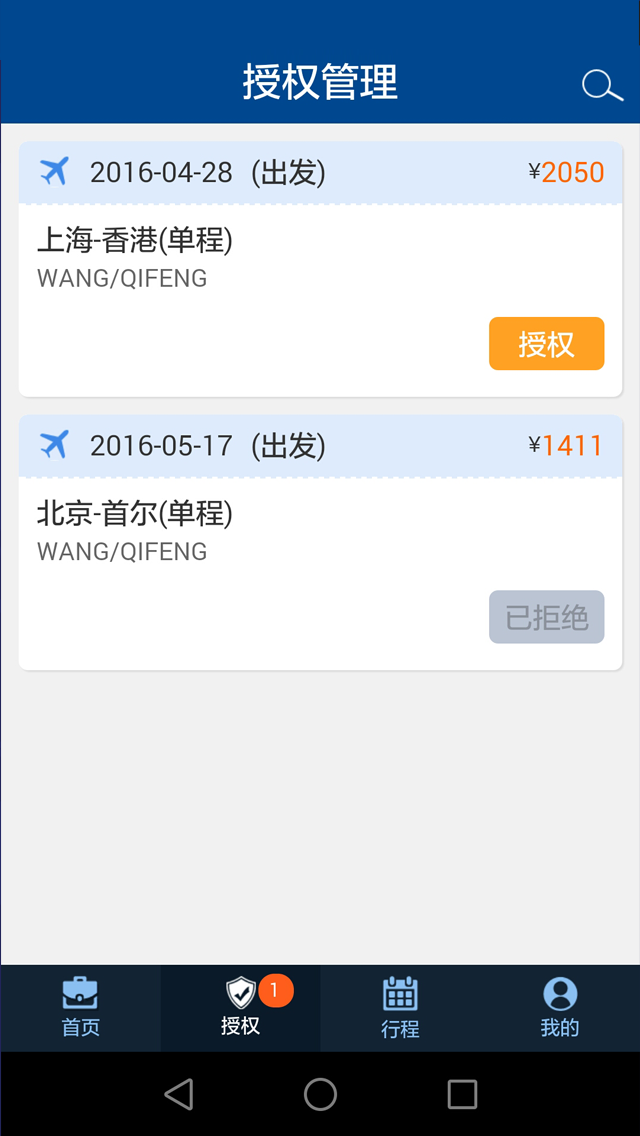 授权管理
2016-04-28 (出发) ¥2050
上海-香港(单程)
WANG/QIFENG
授权
2016-05-17 (出发) ¥1411
北京-首尔(单程)
WANG/QIFENG
已拒绝
1
首页 授权 行程 我的